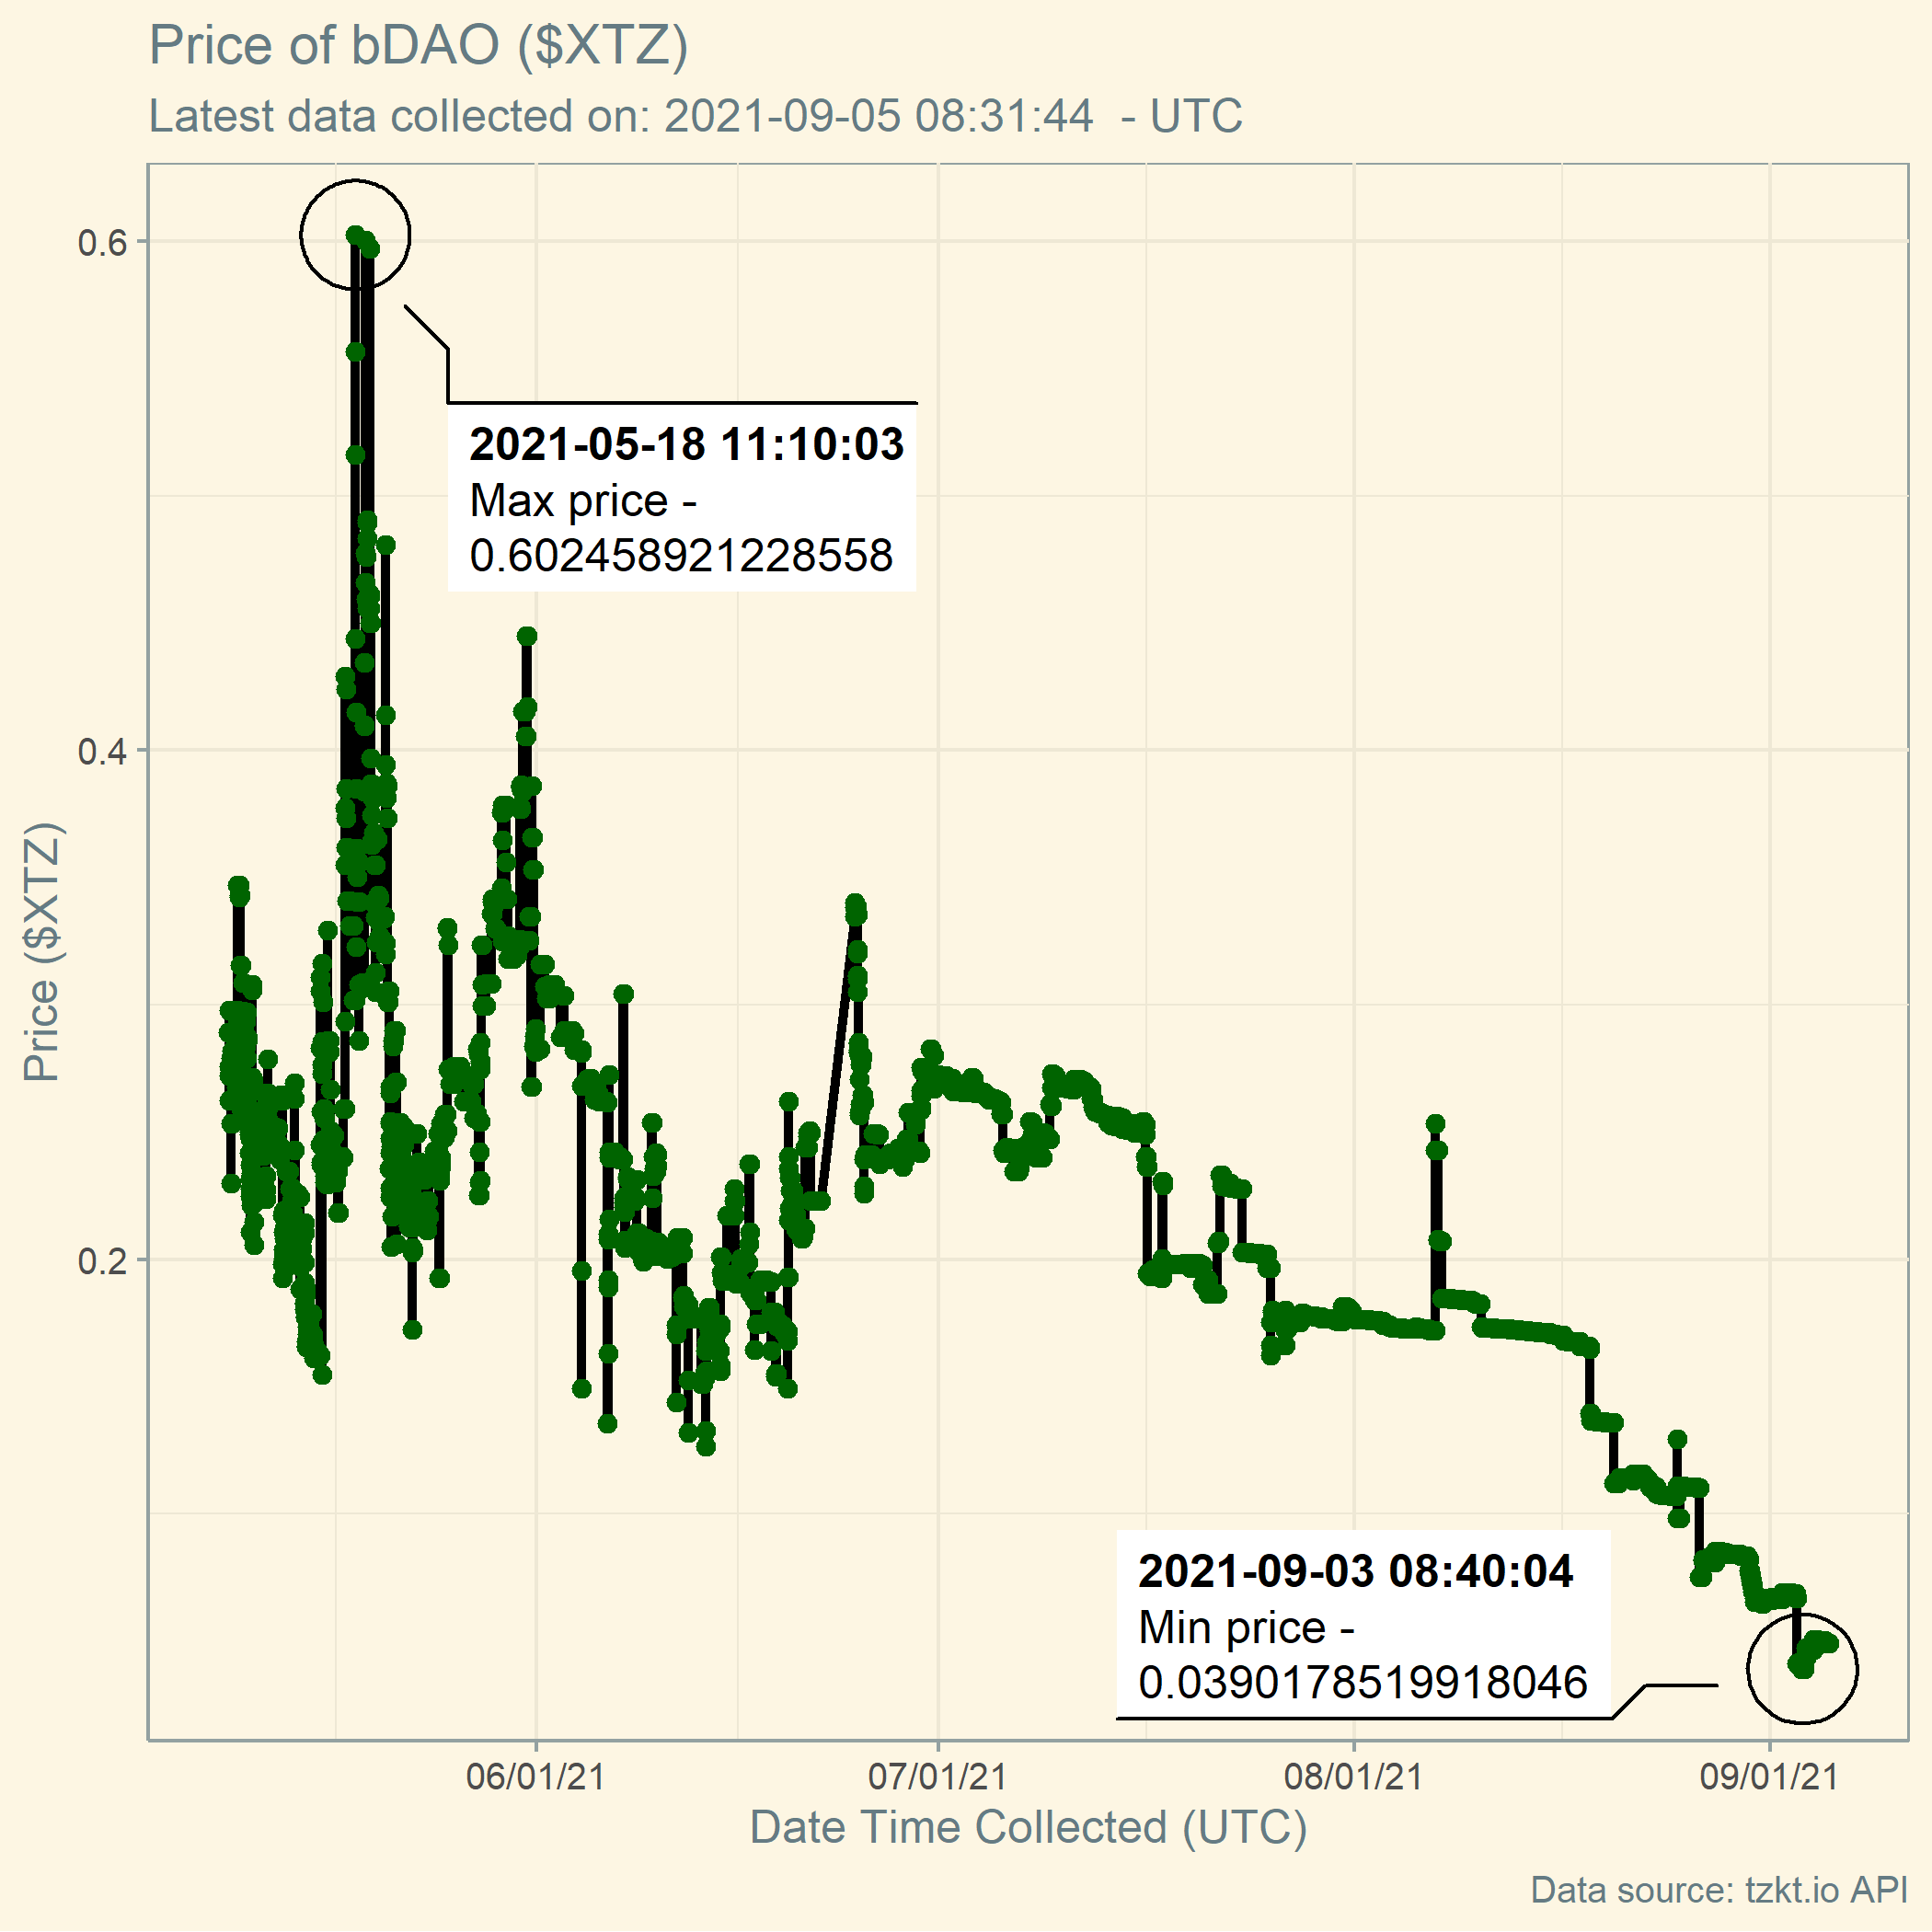 Price of bDAO ($XTZ)
Latest data collected on: 2021-09-05 08:31:44  - UTC
0.6
2021-05-18 11:10:03
Max price -
0.602458921228558
0.4
Price ($XTZ)
0.2
2021-09-03 08:40:04
Min price -
0.0390178519918046
06/01/21
07/01/21
08/01/21
09/01/21
Date Time Collected (UTC)
Data source: tzkt.io API